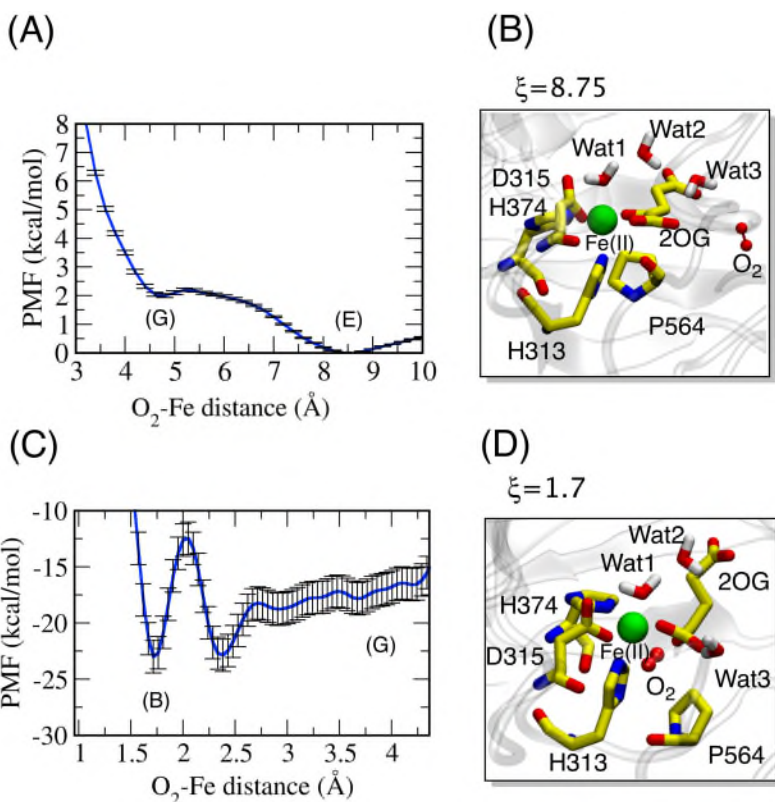 (A)
8
7
6
5
4
3
2
1
0
PMF (kcal/mol)
(G)
(E)
3 4 5 6 7 8 9 10
O₂-Fe distance (Å)
(B)
ξ=8.75
Wat2
Wat1
Wat3
D315
H374
Fe(II)
2OG
O₂
H313
P564
(C)
-10
-15
-20
-25
-30
PMF (kcal/mol)
(B)
(G)
1 1.5 2 2.5 3 3.5 4
O₂-Fe distance (Å)
(D)
ξ=1.7
Wat2
Wat1
2OG
H374
Fe(II)
D315
O₂
Wat3
H313
P564